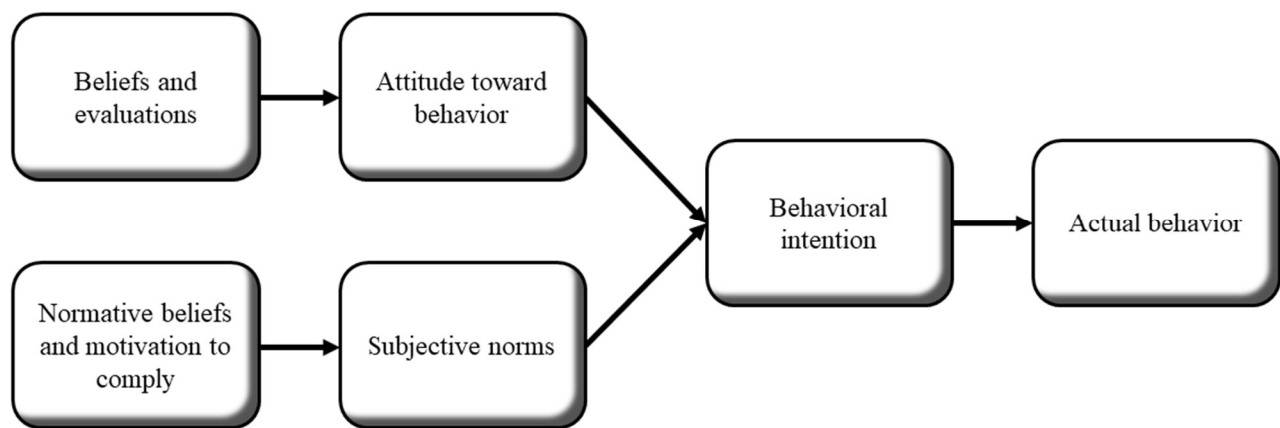 Beliefs and
evaluations
Attitude toward
behavior
Normative beliefs
and motivation to
comply
Subjective norms
Behavioral
intention
Actual behavior